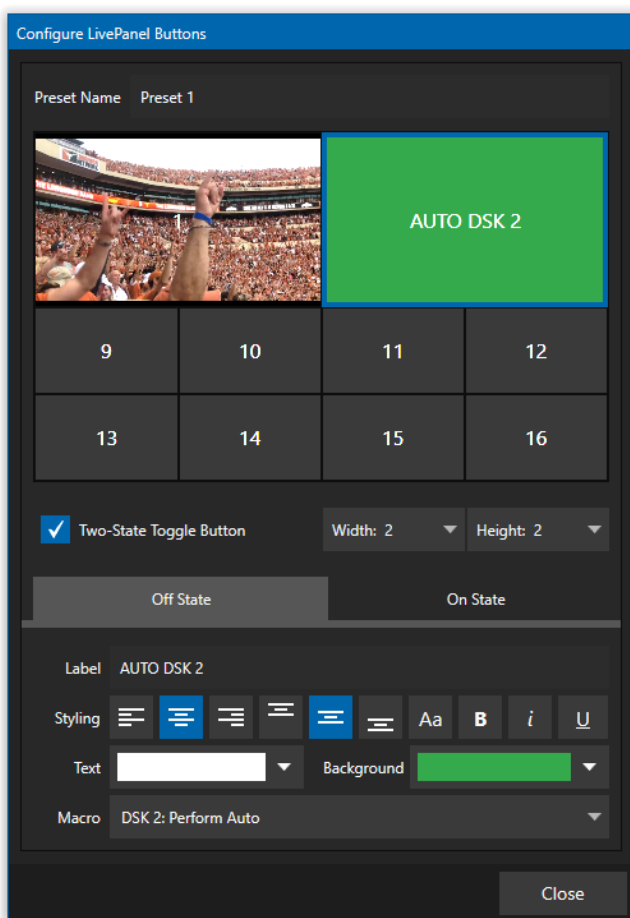 Configure LivePanel Buttons
Preset Name Preset 1
1 AUTO DSK 2
9 10 11 12
13 14 15 16
Two-State Toggle Button Width: 2 Height: 2
Off State On State
Label AUTO DSK 2
Styling Aa B i U
Text Background
Macro DSK 2: Perform Auto
Close